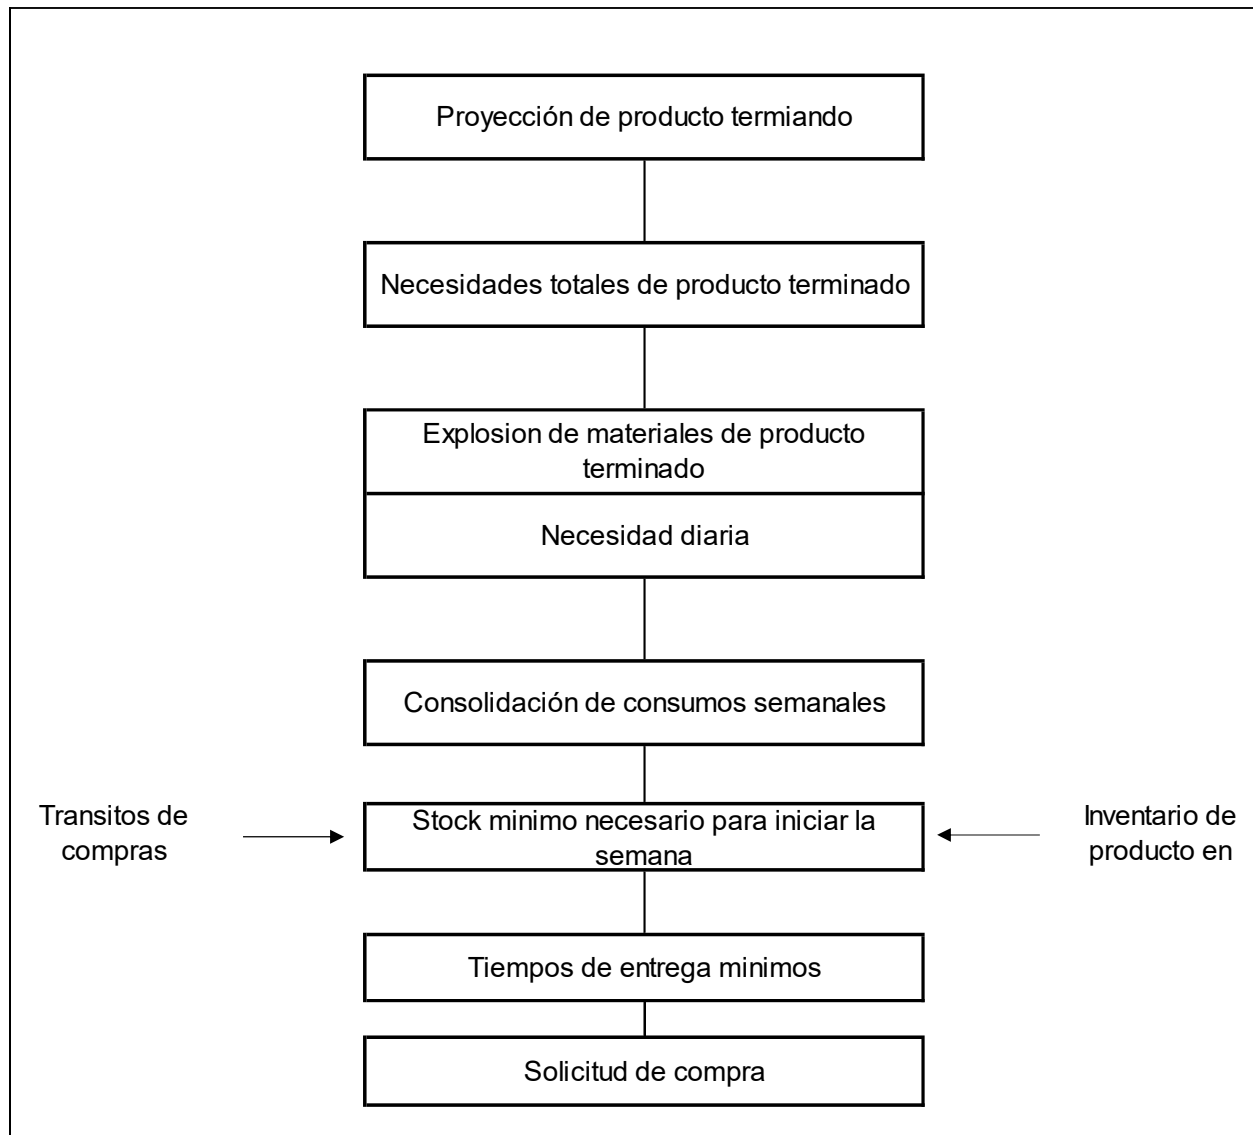 Proyección de producto termiando
Necesidades totales de producto terminado
Explosion de materiales de producto
terminado
Necesidad diaria
Consolidación de consumos semanales
Transitos de
compras
Stock minimo necesario para iniciar la
semana
Inventario de
producto en
Tiempos de entrega minimos
Solicitud de compra